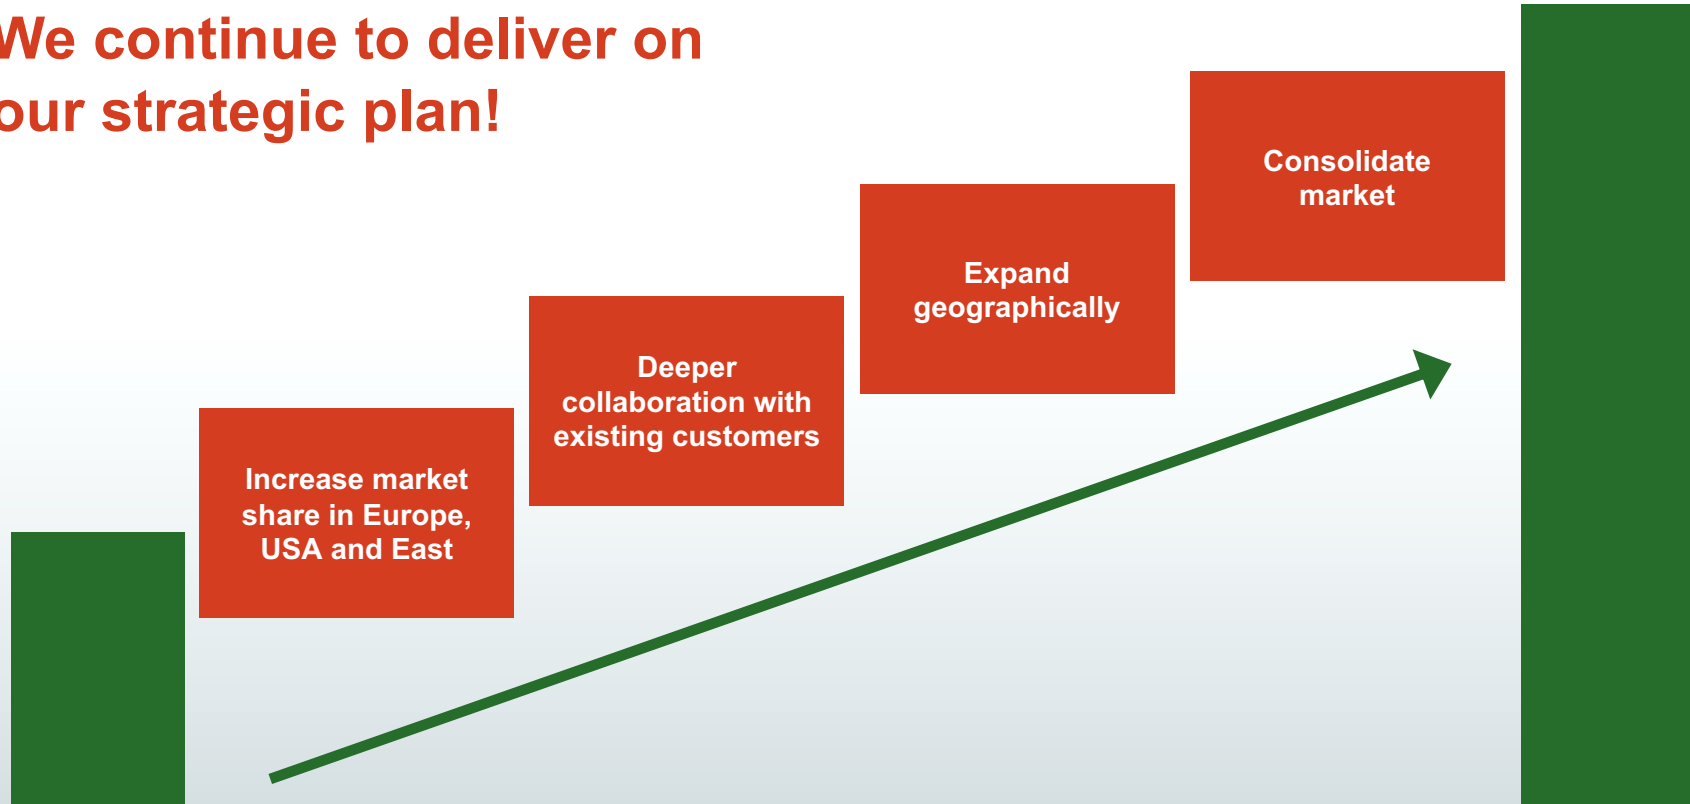 We continue to deliver on
our strategic plan!
Consolidate
market
Expand
geographically
Deeper
collaboration with
existing customers
Increase market
share in Europe,
USA and East